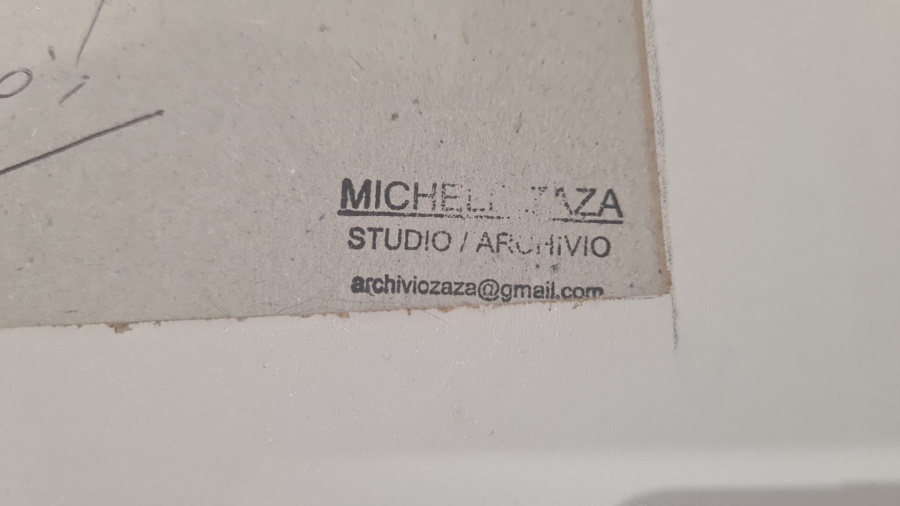 MICHELE ZAZA
STUDIO / ARCHIVIO
archiviozaza@gmail.com